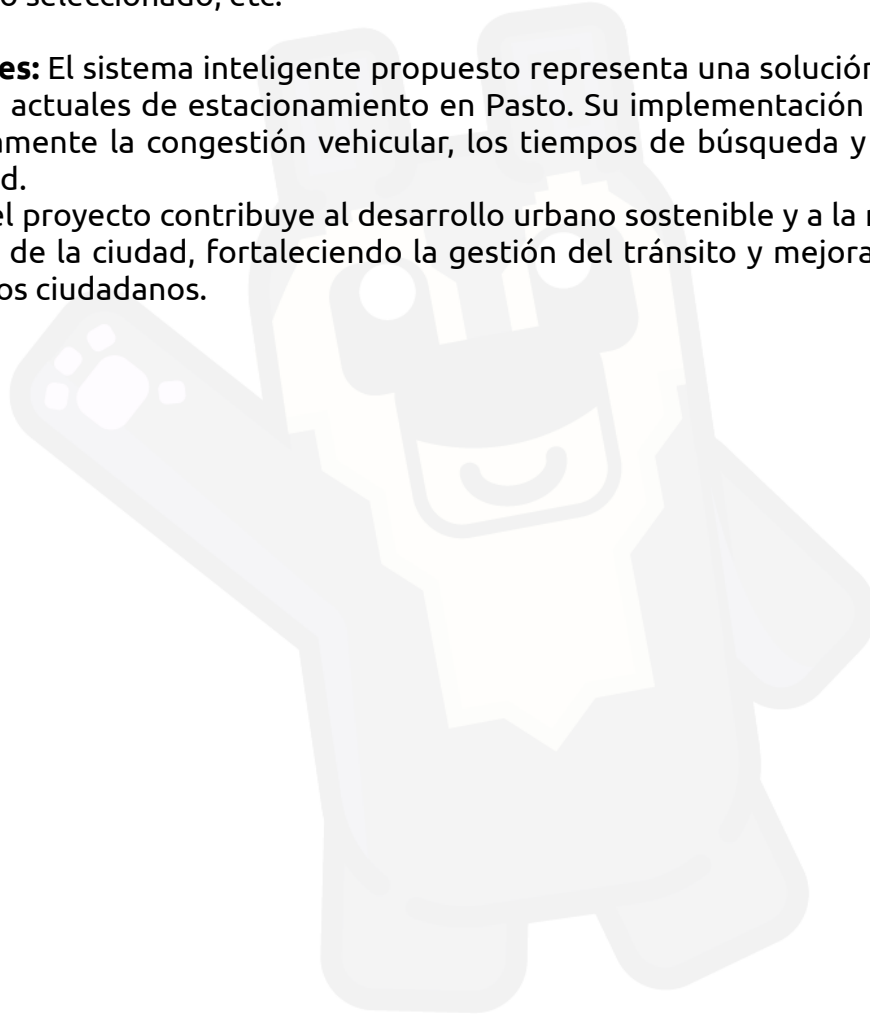 o seleccionado, etc.
es: El sistema inteligente propuesto representa una solución
actuales de estacionamiento en Pasto. Su implementación
amente la congestión vehicular, los tiempos de búsqueda y
d.
el proyecto contribuye al desarrollo urbano sostenible y a la
de la ciudad, fortaleciendo la gestión del tránsito y mejora
os ciudadanos.